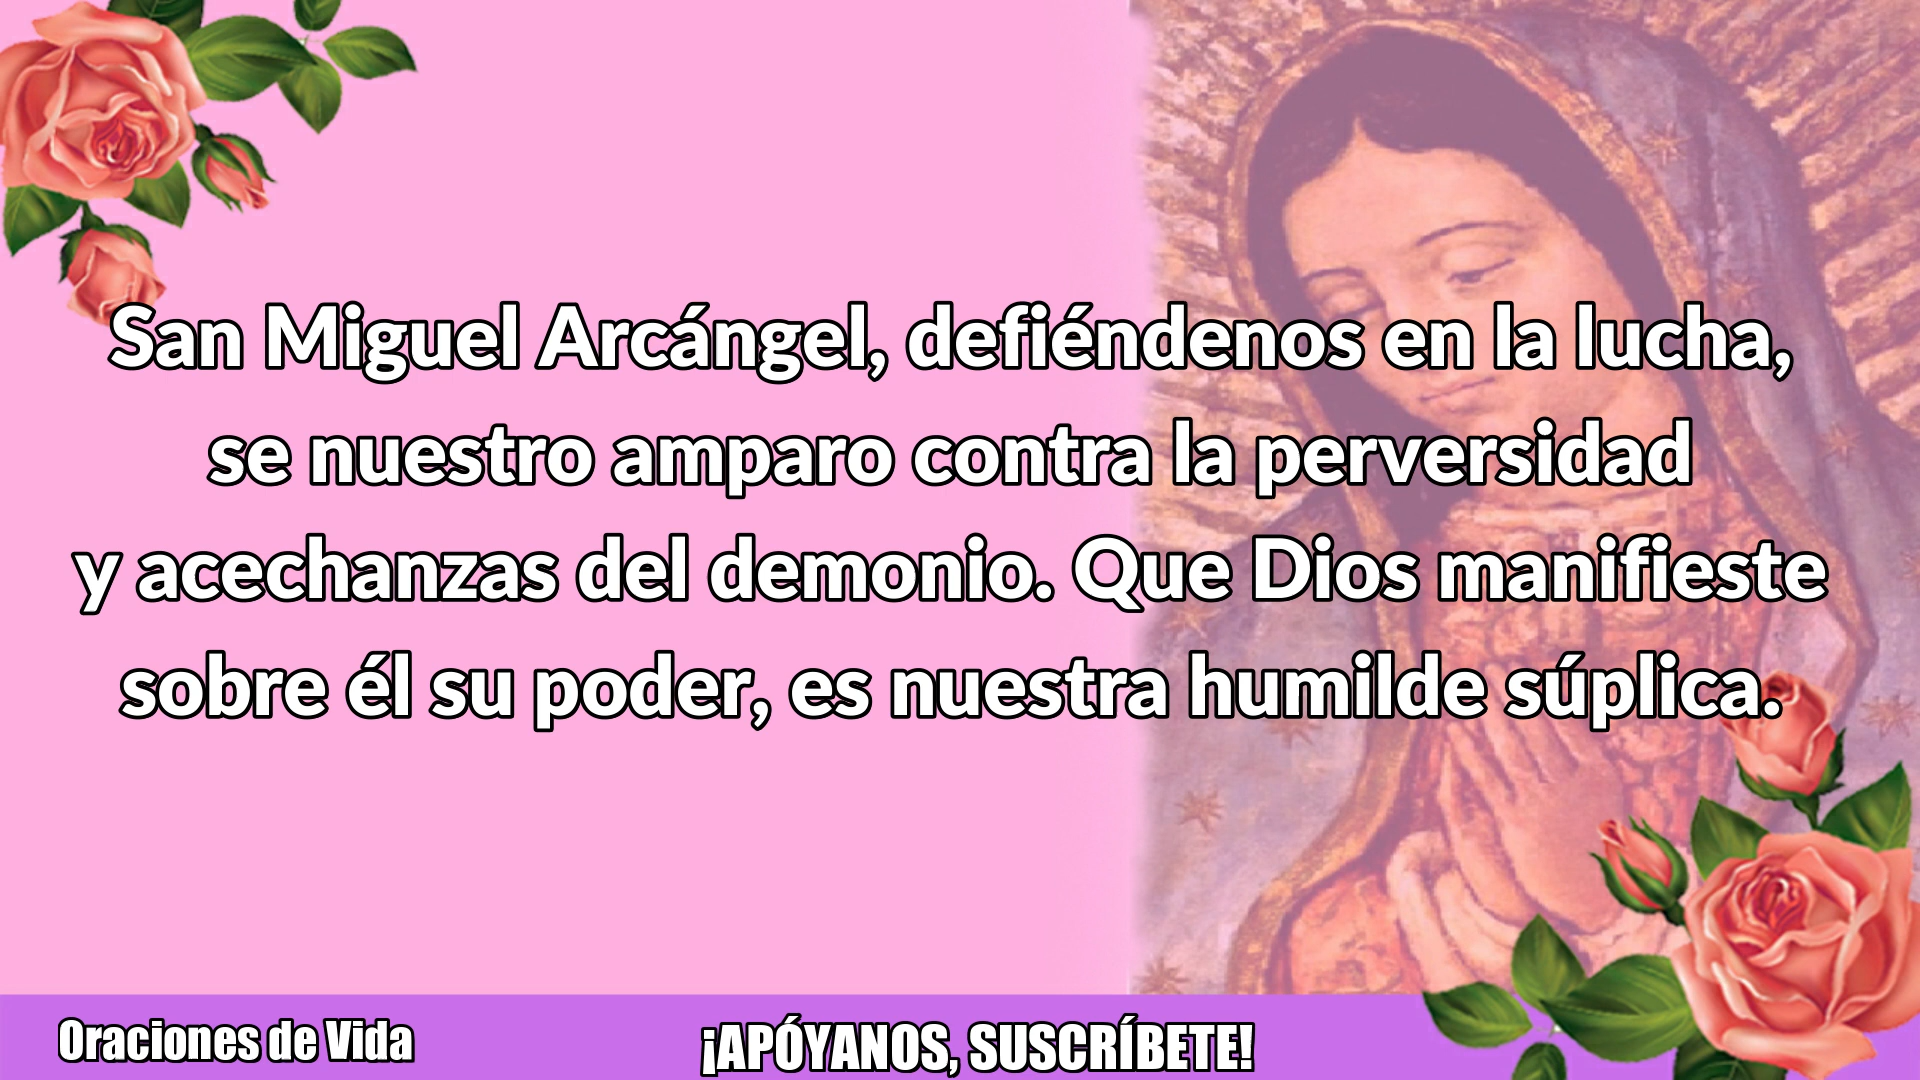 San Miguel Arcángel, defiéndenos en la lucha,
se nuestro amparo contra la perversidad
y acechanzas del demonio. Que Dios manifieste
sobre él su poder, es nuestra humilde súplica.
Oraciones de Vida
¡APÓYANOS, SUSCRÍBETE!